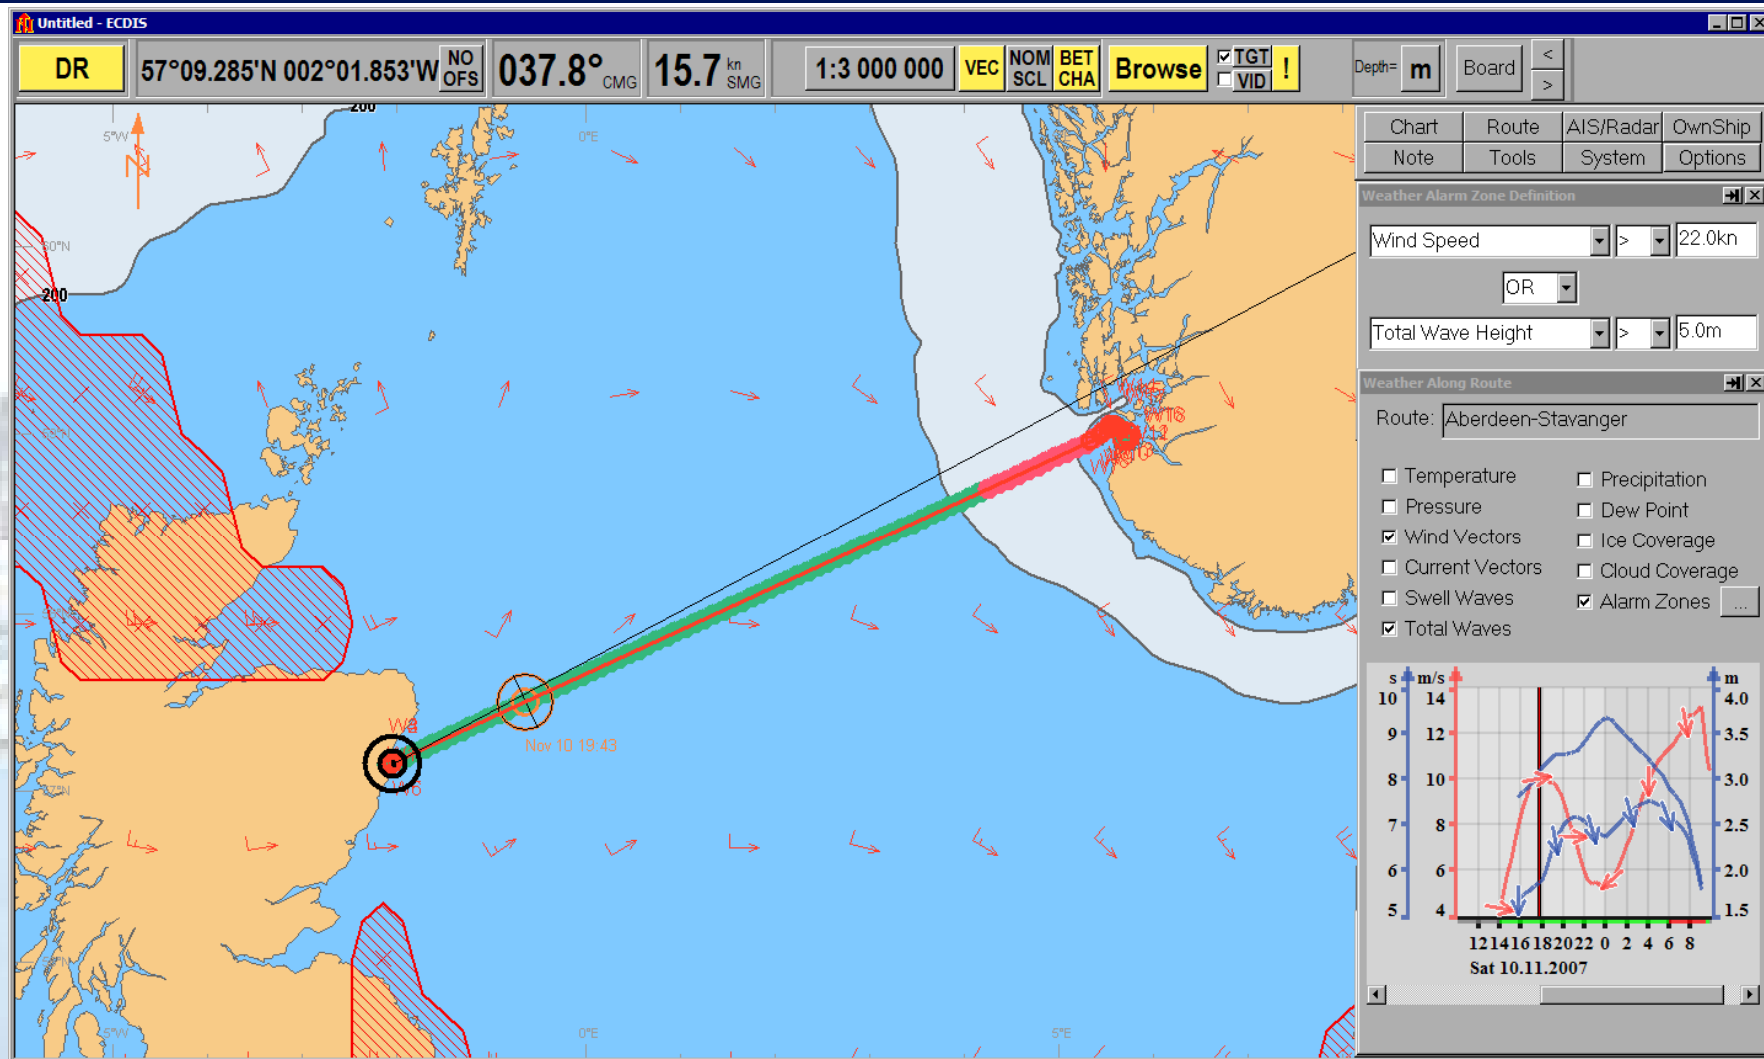 Untitled - ECDIS
DR
57°09.285'N 002°01.853'W
NO OFS
037.8° CMG
15.7 kn SMG
1:3 000 000
VEC
NOM SCL
BET CHA
Browse
TGT
VID
!
Depth= m
Board
<
>
Chart Route AIS/Radar OwnShip
Note Tools System Options
Weather Alarm Zone Definition
Wind Speed > 22.0kn
OR
Total Wave Height > 5.0m
Weather Along Route
Route: Aberdeen-Stavanger
Temperature
Precipitation
Pressure
Dew Point
Wind Vectors
Ice Coverage
Current Vectors
Cloud Coverage
Swell Waves
Alarm Zones ...
Total Waves
s m/s m
10 14 4.0
9 12 3.5
8 10 3.0
7 8 2.5
6 6 2.0
5 4 1.5
12 14 16 18 20 22 0 2 4 6 8
Sat 10.11.2007
200
5°W 0°E
N
60°N
200
Nov 10 19:43
W6
57°N
5°W 0°E 5°E